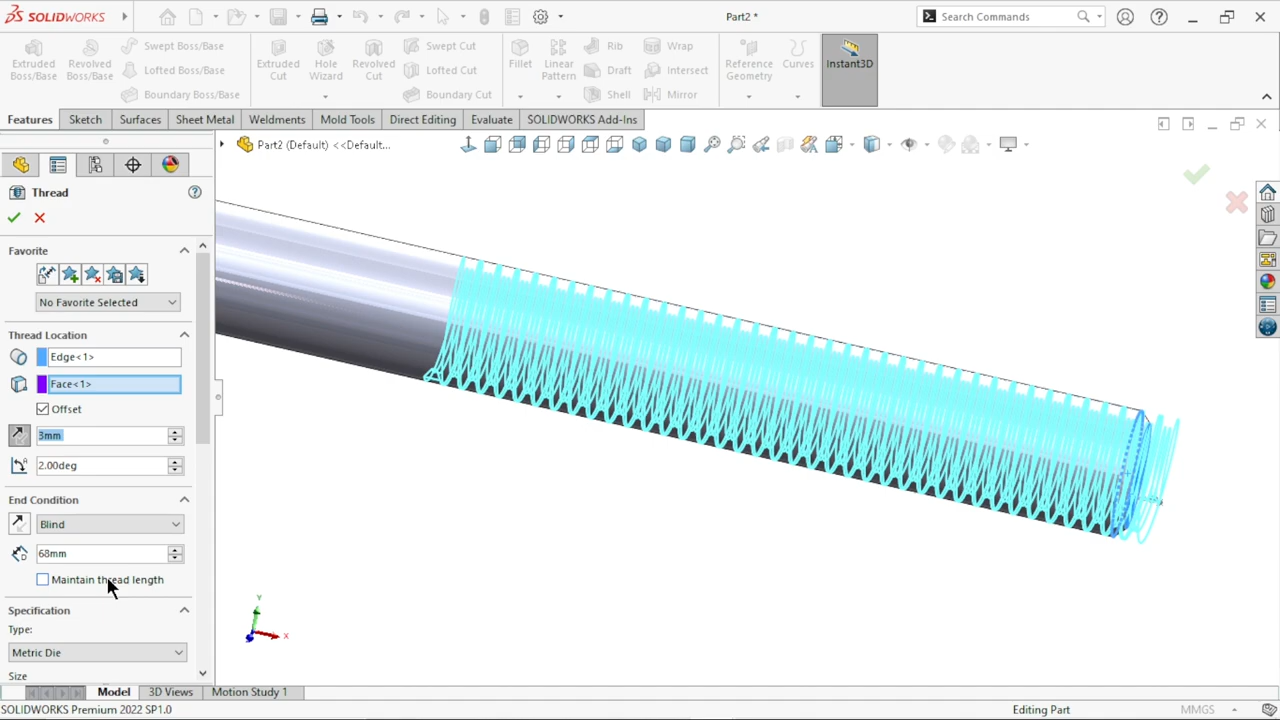 SOLIDWORKS
Part2 *
Search Commands
Extruded Boss/Base
Revolved Boss/Base
Swept Boss/Base
Lofted Boss/Base
Boundary Boss/Base
Extruded Cut
Hole Wizard
Revolved Cut
Swept Cut
Lofted Cut
Boundary Cut
Fillet
Linear Pattern
Rib
Draft
Shell
Wrap
Intersect
Mirror
Reference Geometry
Curves
Instant3D
Features
Sketch
Surfaces
Sheet Metal
Weldments
Mold Tools
Direct Editing
Evaluate
SOLIDWORKS Add-Ins
Part2 (Default) <<Default...
Thread
Favorite
No Favorite Selected
Thread Location
Edge<1>
Face<1>
Offset
3mm
2.00deg
End Condition
Blind
68mm
Maintain thread length
Specification
Type:
Metric Die
Size
Y
X
Model
3D Views
Motion Study 1
SOLIDWORKS Premium 2022 SP1.0
Editing Part
MMGS